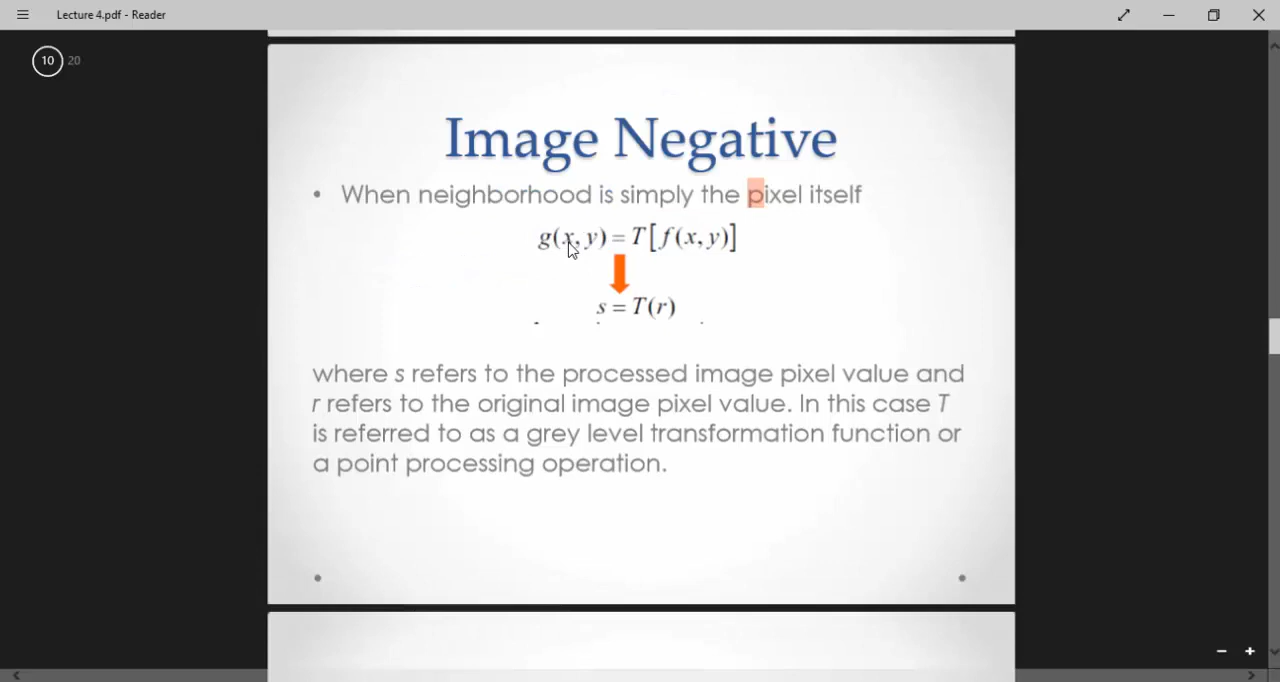 Lecture 4.pdf - Reader
10 20
Image Negative
• When neighborhood is simply the pixel itself
g(x, y) = T[f(x, y)]
s = T(r)
where s refers to the processed image pixel value and
r refers to the original image pixel value. In this case T
is referred to as a grey level transformation function or
a point processing operation.